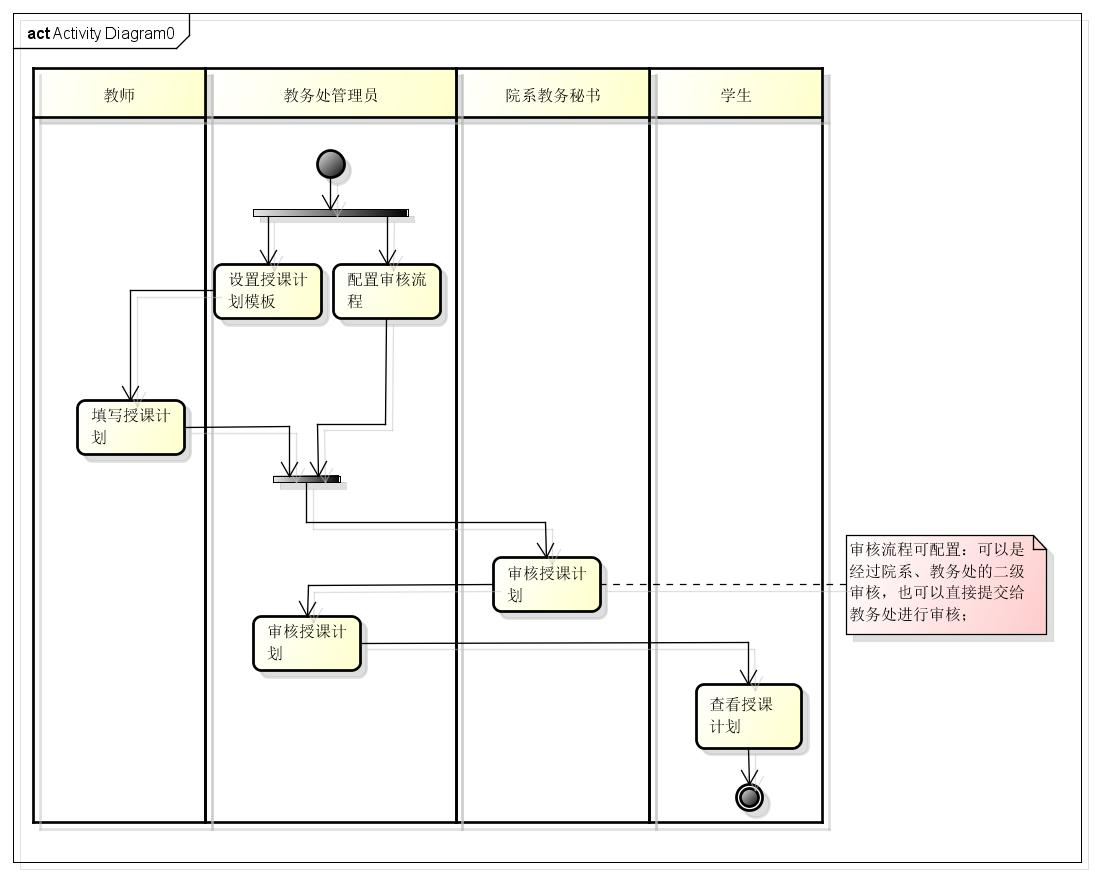 act Activity Diagram0
教师
教务处管理员
院系教务秘书
学生
设置授课计
划模板
配置审核流
程
填写授课计
划
审核授课计
划
审核流程可配置：可以是
经过院系、教务处的二级
审核，也可以直接提交给
教务处进行审核；
审核授课计
划
查看授课
计划